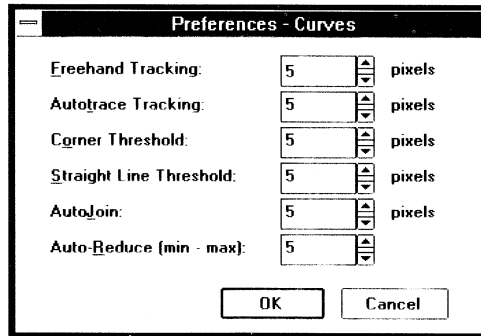 Preferences - Curves
Freehand Tracking: 5 pixels
Autotrace Tracking: 5 pixels
Corner Threshold: 5 pixels
Straight Line Threshold: 5 pixels
AutoJoin: 5 pixels
Auto-Reduce (min - max): 5
OK Cancel